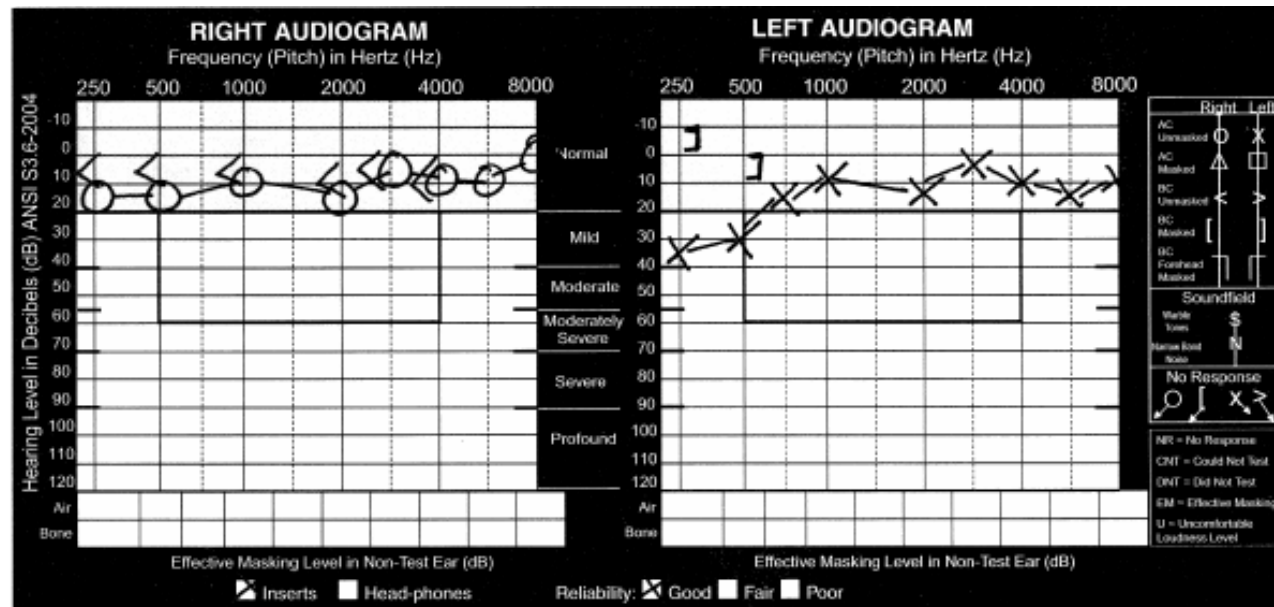 RIGHT AUDIOGRAM
Frequency (Pitch) in Hertz (Hz)
250 500 1000 2000 4000 8000
Hearing Level in Decibels (dB) ANSI S3.6-2004
-10
0
10
20
30
40
50
60
70
80
90
100
110
120
Air
Bone
Normal
Mild
Moderate
Moderately
Severe
Severe
Profound
Effective Masking Level in Non-Test Ear (dB)
LEFT AUDIOGRAM
Frequency (Pitch) in Hertz (Hz)
250 500 1000 2000 4000 8000
-10
0
10
20
30
40
50
60
70
80
90
100
110
120
Air
Bone
Effective Masking Level in Non-Test Ear (dB)
Right Left
AC
Unmasked
AC
Masked
BC
Unmasked
BC
Masked
BC
Forehead
Masked
Soundfield
Warble
Tones
S
Narrow Band
Noise
N
No Response
NR = No Response
CNT = Could Not Test
DNT = Did Not Test
EM = Effective Masking
U = Uncomfortable
Loudness Level
Inserts Head-phones Reliability: Good Fair Poor